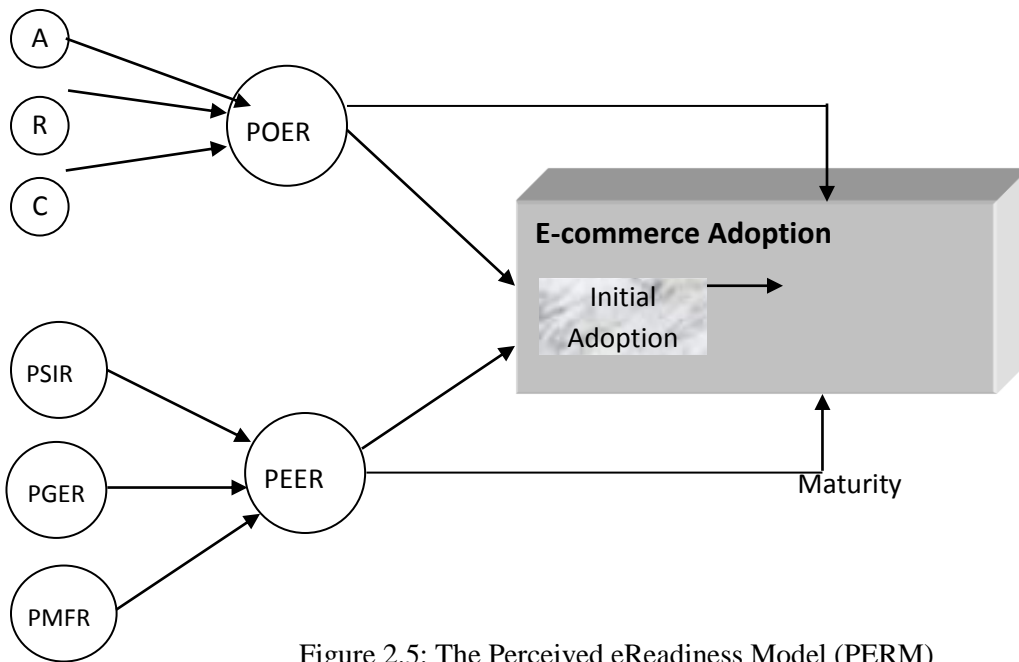 A
R
C
POER
E-commerce Adoption
Initial
Adoption
PSIR
PGER
PMFR
PEER
Maturity
Figure 2.5: The Perceived eReadiness Model (PERM)